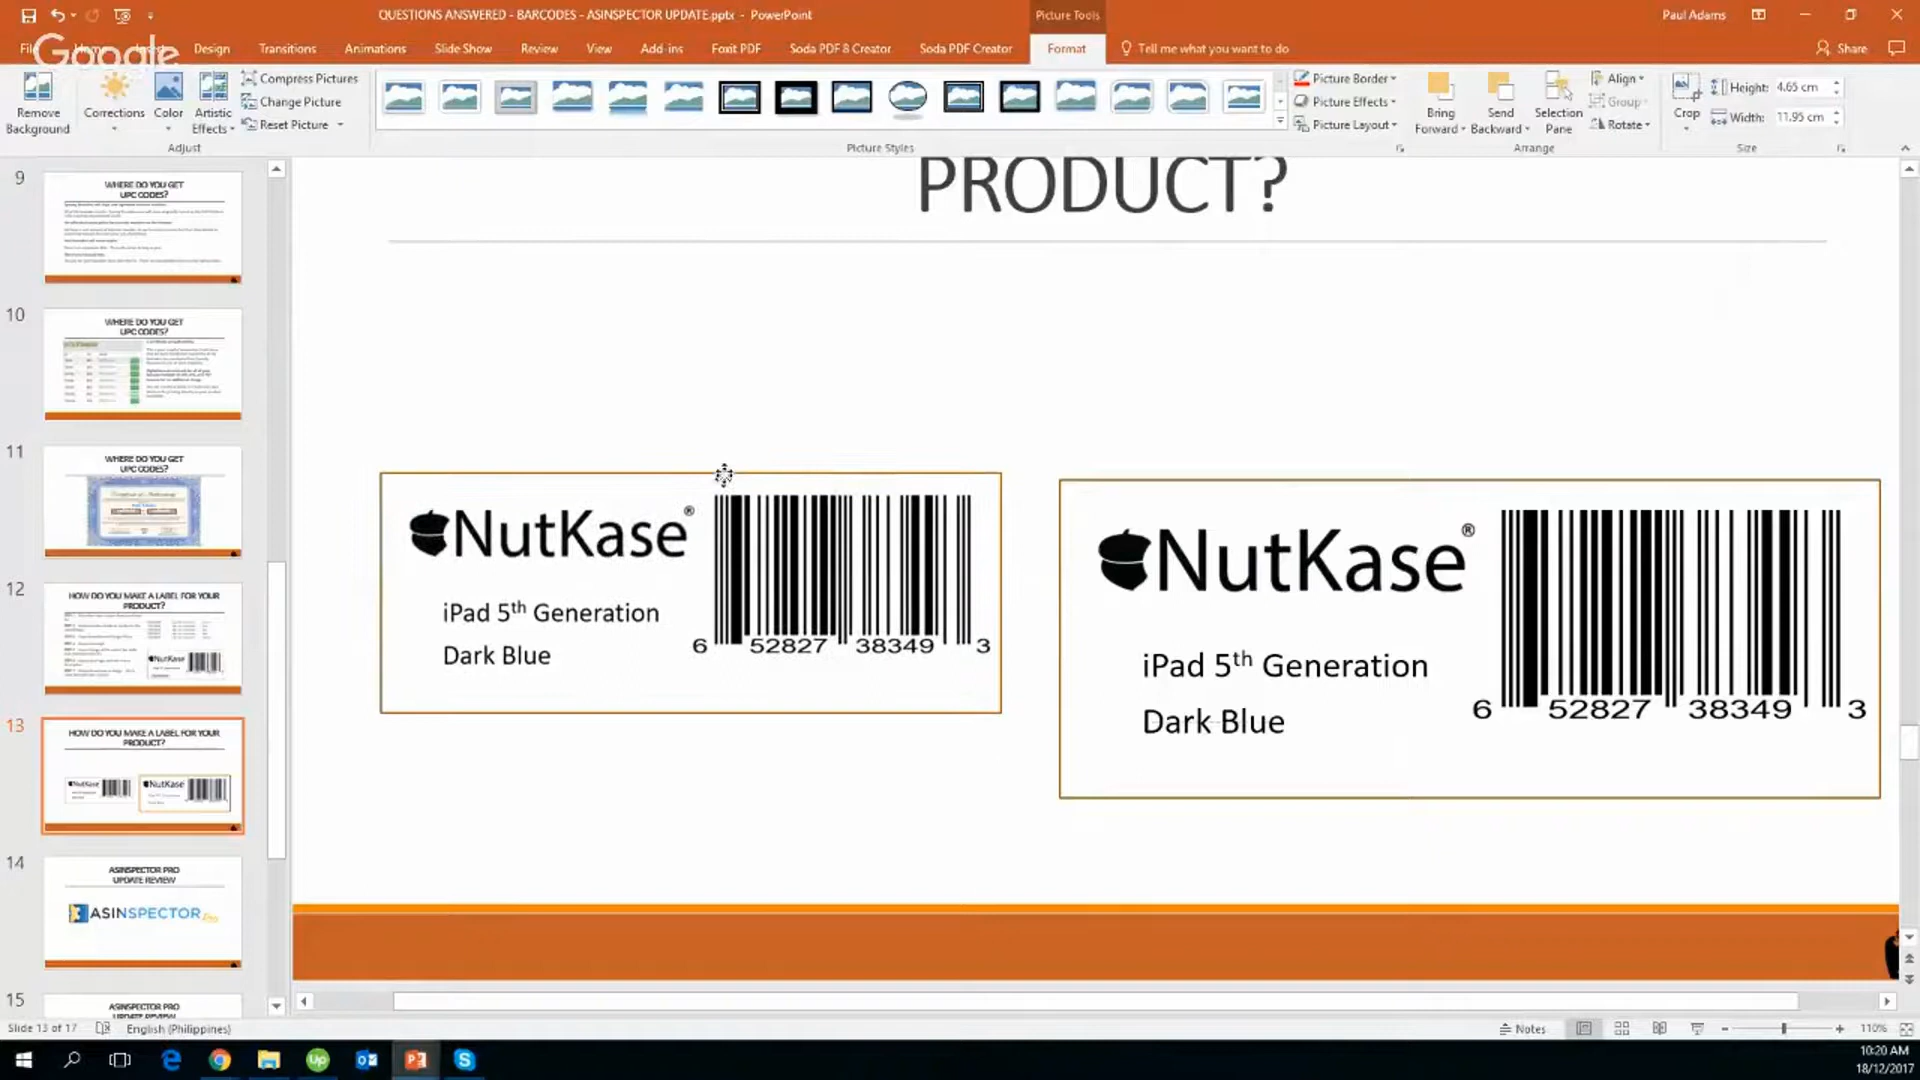 QUESTIONS ANSWERED - BARCODES - ASINSPECTOR UPDATE.pptx - PowerPoint
Picture Tools
Paul Adams
Google
Design Transitions Animations Slide Show Review View Add-ins Foxit PDF Soda PDF 8 Creator Soda PDF Creator Format Tell me what you want to do
Share
Remove Background
Corrections
Color
Artistic Effects
Compress Pictures
Change Picture
Reset Picture
Adjust
Picture Styles
Picture Border
Picture Effects
Picture Layout
Bring Forward
Send Backward
Selection Pane
Align
Group
Rotate
Arrange
Crop
Height: 4.65 cm
Width: 11.95 cm
Size
9
WHERE DO YOU GET
UPC CODES?
10
WHERE DO YOU GET
UPC CODES?
11
WHERE DO YOU GET
UPC CODES?
12
HOW DO YOU MAKE A LABEL FOR YOUR
PRODUCT?
NutKase
13
HOW DO YOU MAKE A LABEL FOR YOUR
PRODUCT?
NutKase
NutKase
14
ASINSPECTOR PRO
UPDATE REVIEW
ASINSPECTOR Pro
15
ASINSPECTOR PRO
UPDATE REVIEW
PRODUCT?
NutKase®
iPad 5th Generation
Dark Blue
6 52827 38349 3
NutKase®
iPad 5th Generation
Dark Blue
6 52827 38349 3
Slide 13 of 17
English (Philippines)
Notes
110%
10:20 AM
18/12/2017